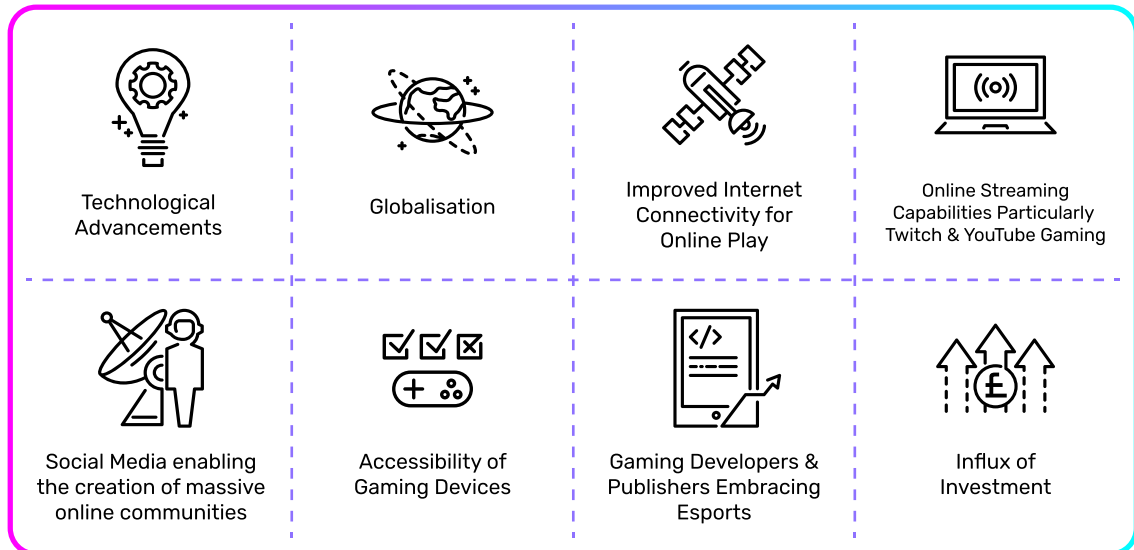 Technological
Advancements
Globalisation
Improved Internet
Connectivity for
Online Play
Online Streaming
Capabilities Particularly
Twitch & YouTube Gaming
Social Media enabling
the creation of massive
online communities
Accessibility of
Gaming Devices
</>
Gaming Developers &
Publishers Embracing
Esports
£
Influx of
Investment